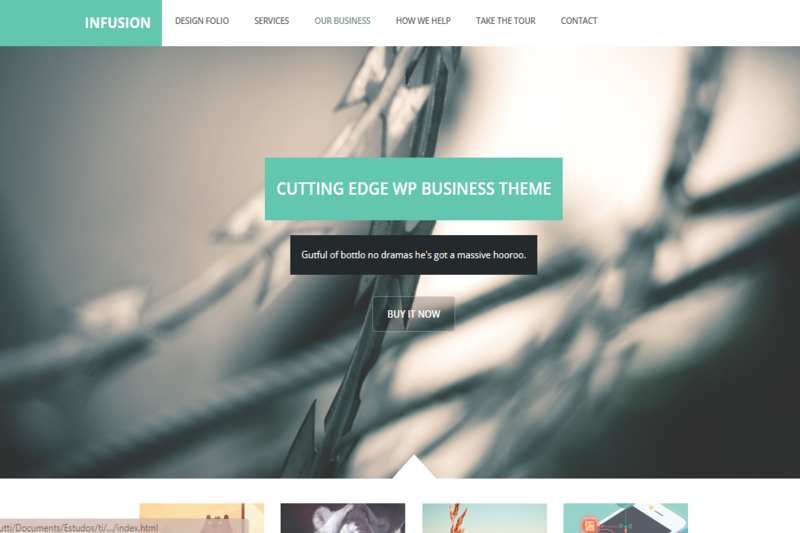 INFUSION
DESIGN FOLIO SERVICES OUR BUSINESS HOW WE HELP TAKE THE TOUR CONTACT
CUTTING EDGE WP BUSINESS THEME
Gutful of bottlo no dramas he's got a massive hooroo.
BUY IT NOW
utti/Documents/Estudos/ti/.../index.html